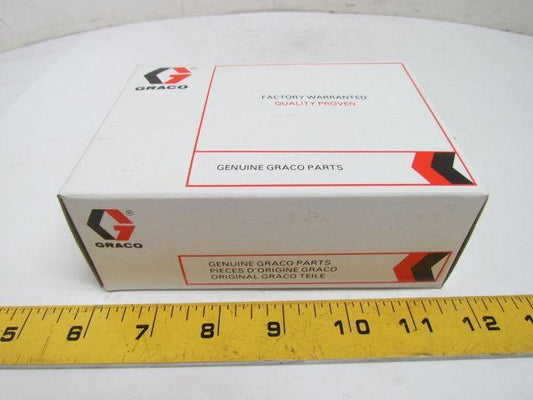 GRACO
FACTORY WARRANTED
QUALITY PROVEN
GENUINE GRACO PARTS
®
GRACO
GENUINE GRACO PARTS
PIECES D'ORIGINE GRACO
ORIGINAL GRACO TEILE
5 6 7 8 9 10 11 12